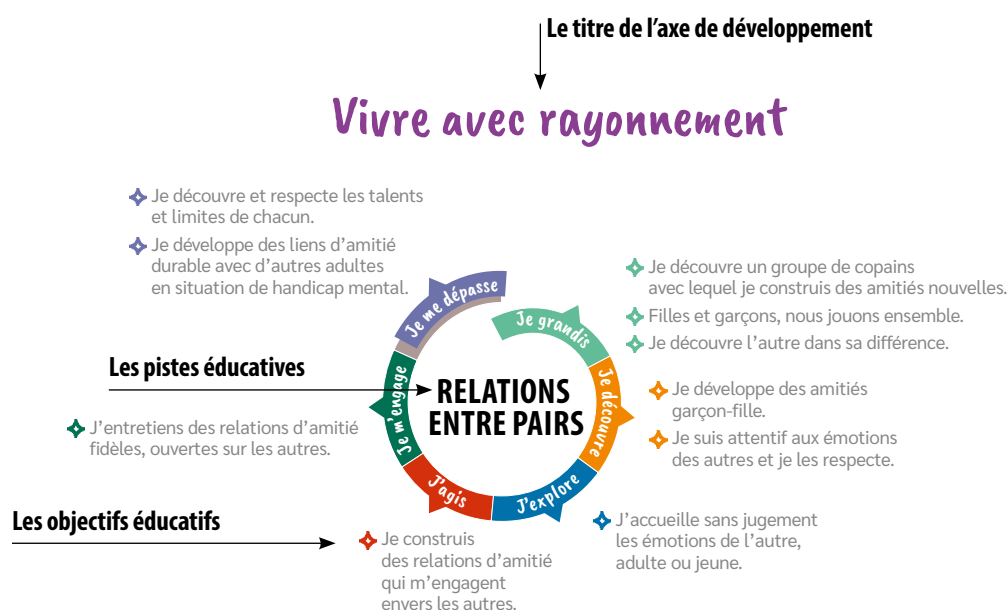 Le titre de l’axe de développement
Vivre avec rayonnement
Je découvre et respecte les talents
et limites de chacun.
Je développe des liens d’amitié
durable avec d’autres adultes
en situation de handicap mental.
Je me dépasse
Je grandis
Je découvre un groupe de copains
avec lequel je construis des amitiés nouvelles.
Filles et garçons, nous jouons ensemble.
Je découvre l’autre dans sa différence.
Les pistes éducatives
RELATIONS
ENTRE PAIRS
Je m’engage
Je découvre
Je développe des amitiés
garçon-fille.
Je suis attentif aux émotions
des autres et je les respecte.
J’entretiens des relations d’amitié
fidèles, ouvertes sur les autres.
J’agis
J’explore
Les objectifs éducatifs
Je construis
des relations d’amitié
qui m’engagent
envers les autres.
J’accueille sans jugement
les émotions de l’autre,
adulte ou jeune.